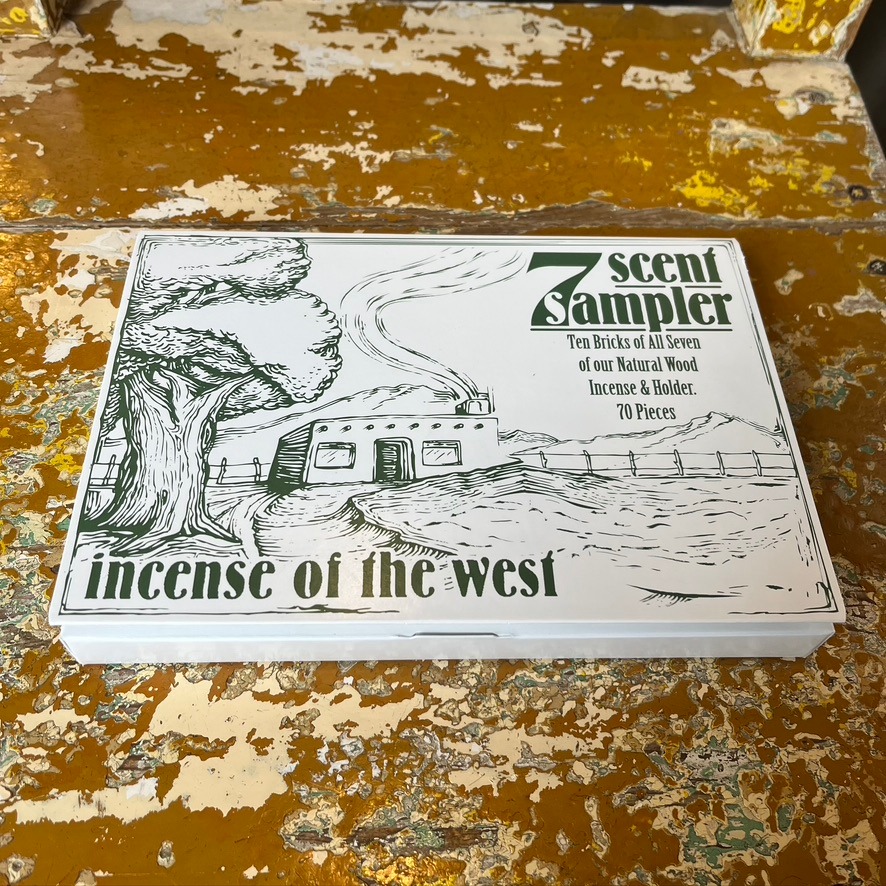 7 scent
sampler
Ten Bricks of All Seven
of our Natural Wood
Incense & Holder.
70 Pieces
incense of the west